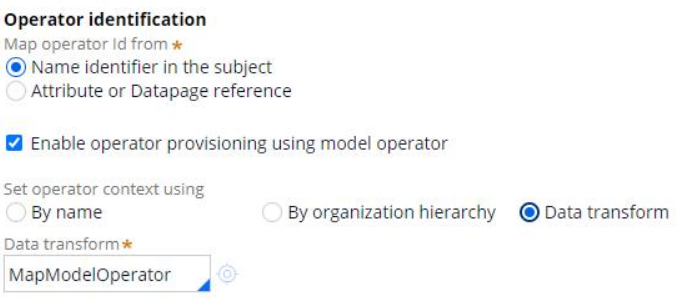 Operator identification
Map operator Id from *
Name identifier in the subject
Attribute or Datapage reference
Enable operator provisioning using model operator
Set operator context using
By name By organization hierarchy Data transform
Data transform*
MapModelOperator